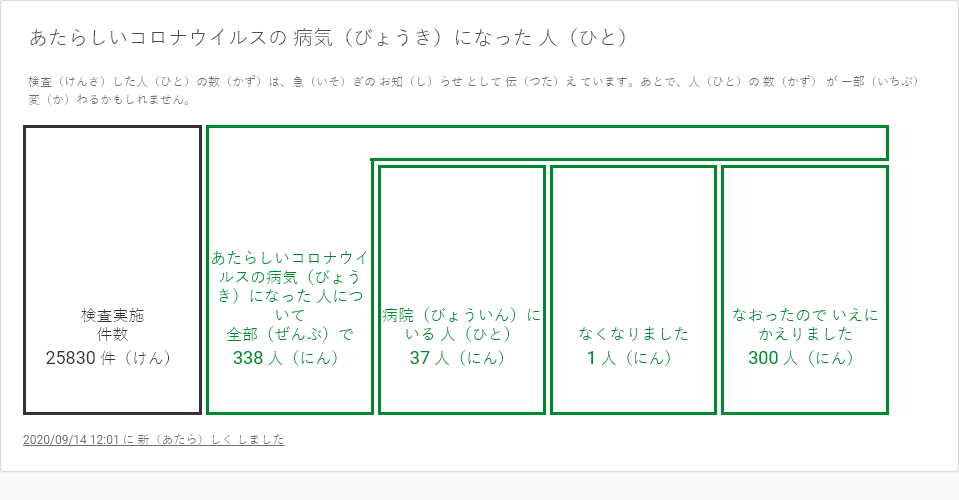 あたらしいコロナウイルスの 病気（びょうき）になった 人（ひと）
検査（けんさ）した人（ひと）の数（かず）は、急（いそ）ぎの お知（し）らせ として 伝（つた）え ています。あとで、人（ひと）の 数（かず） が 一部（いちぶ）
変（か）わるかもしれません。
検査実施
件数
25830 件（けん）
あたらしいコロナウイ
ルスの病気（びょう
き）になった 人につ
いて
全部（ぜんぶ）で
338 人（にん）
病院（びょういん）に
いる 人（ひと）
37 人（にん）
なくなりました
1 人（にん）
なおったので いえに
かえりました
300 人（にん）
2020/09/14 12:01 に 新（あたら）しく しました